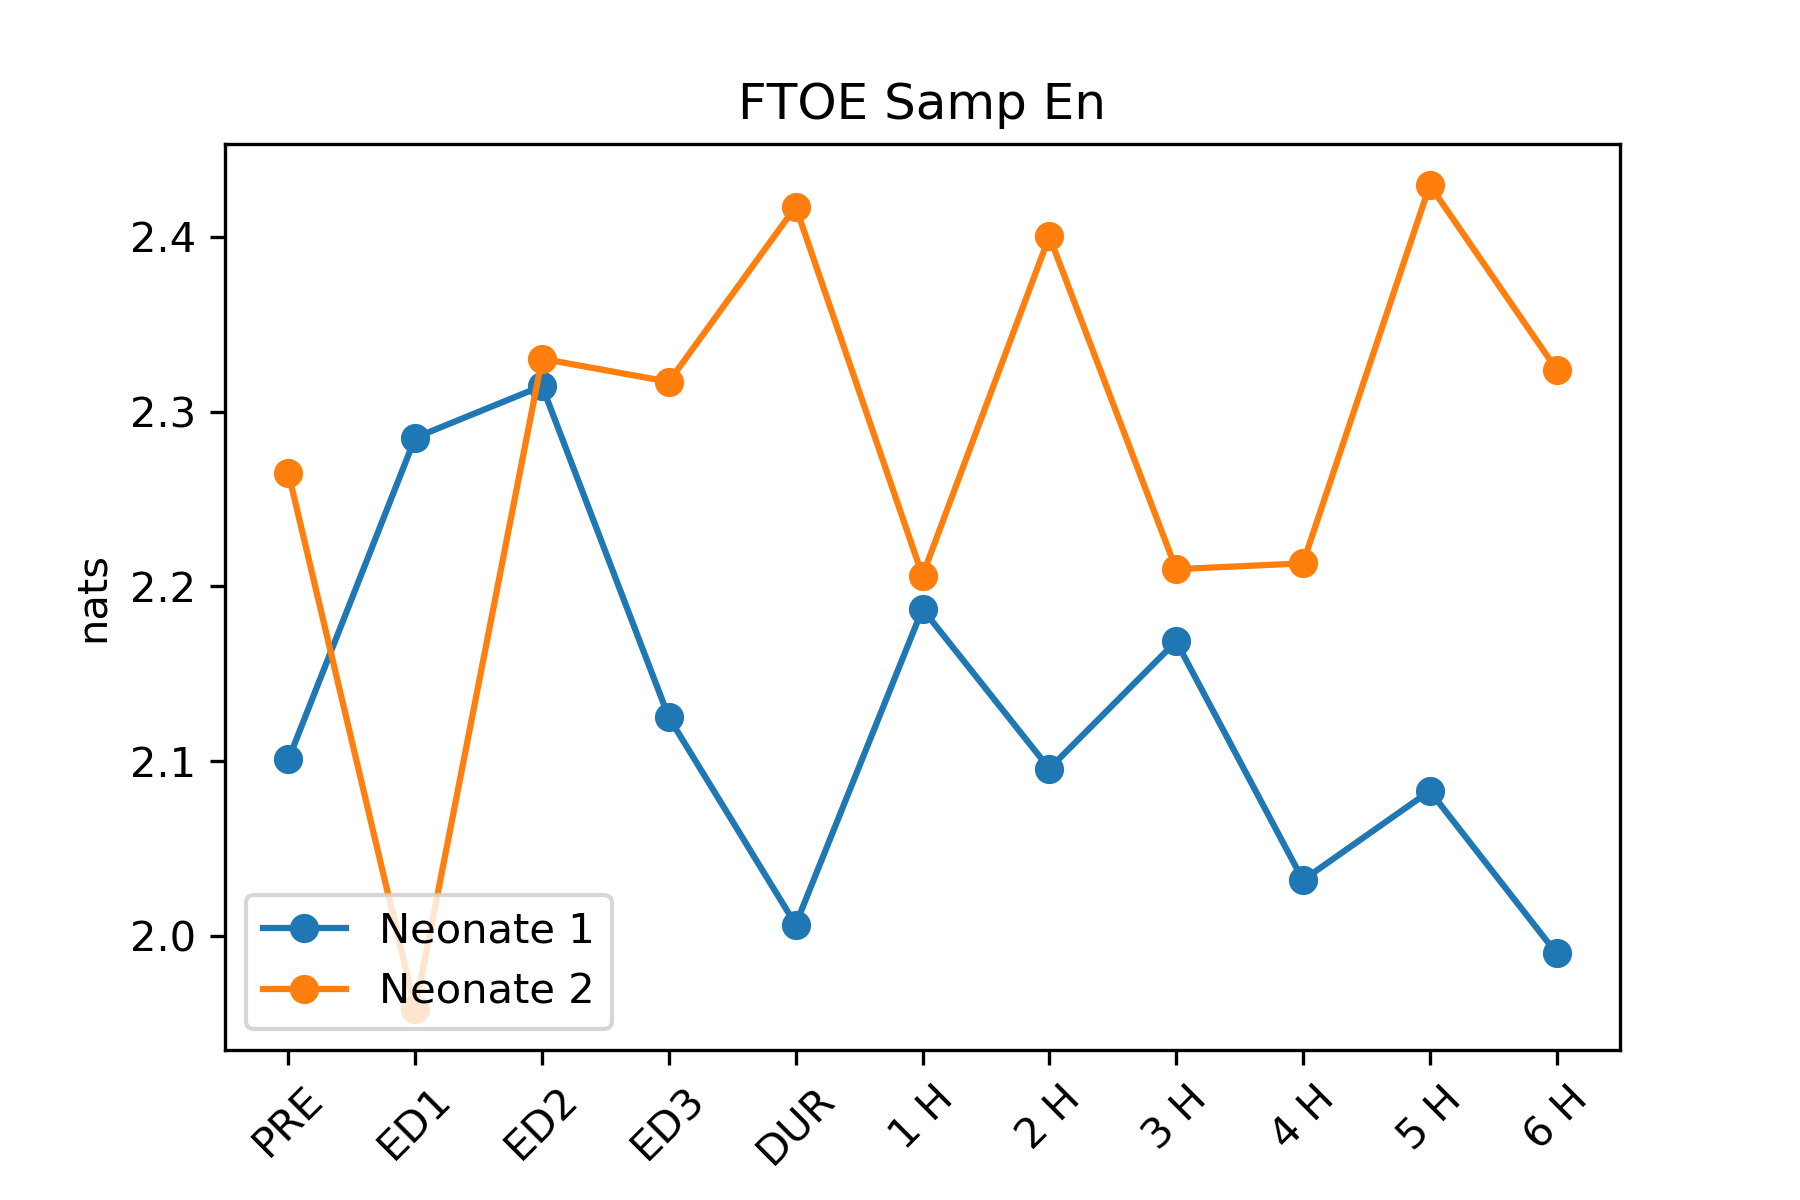 FTOE Samp En
nats
2.4
2.3
2.2
2.1
2.0
Neonate 1
Neonate 2
PRE
ED1
ED2
ED3
DUR
1 H
2 H
3 H
4 H
5 H
6 H